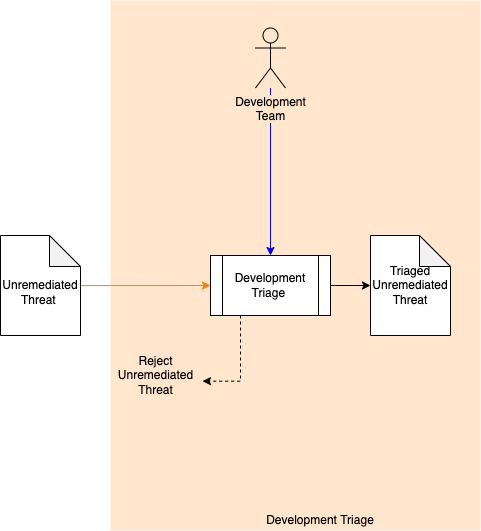 Development
Team
Unremediated
Threat
Development
Triage
Triaged
Unremediated
Threat
Reject
Unremediated
Threat
Development Triage